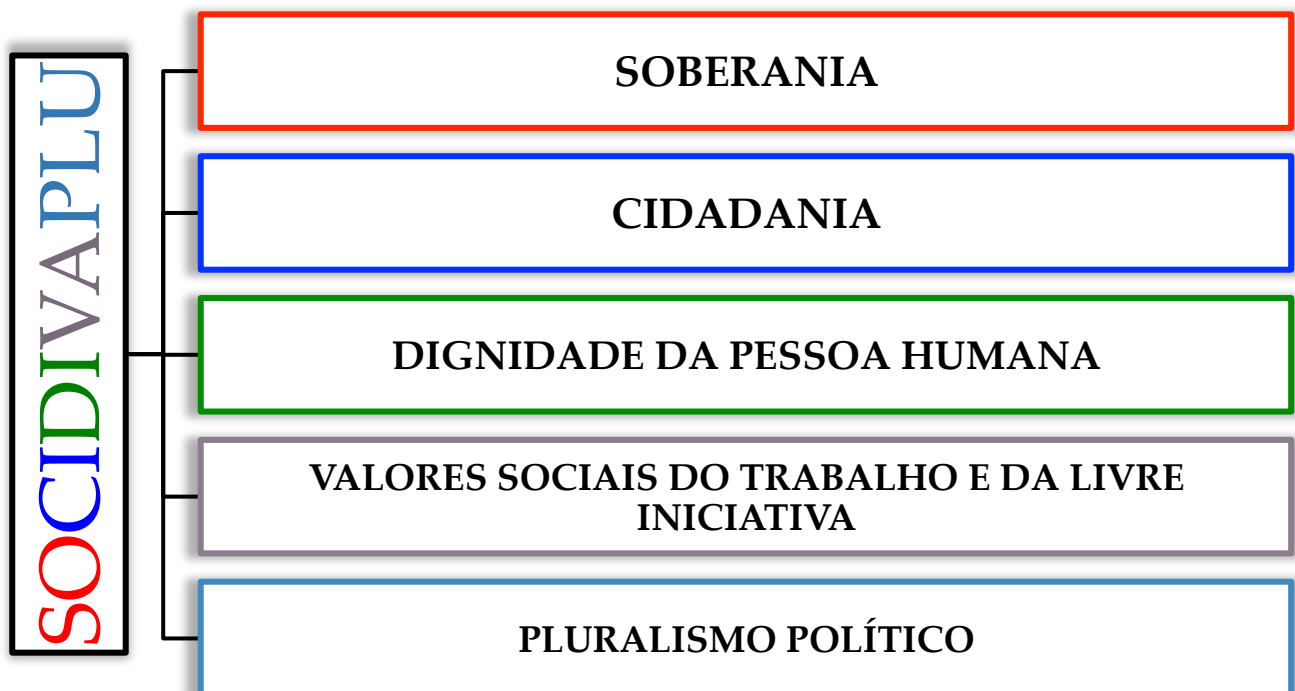 SOCIDIVAPLU
SOBERANIA
CIDADANIA
DIGNIDADE DA PESSOA HUMANA
VALORES SOCIAIS DO TRABALHO E DA LIVRE
INICIATIVA
PLURALISMO POLÍTICO